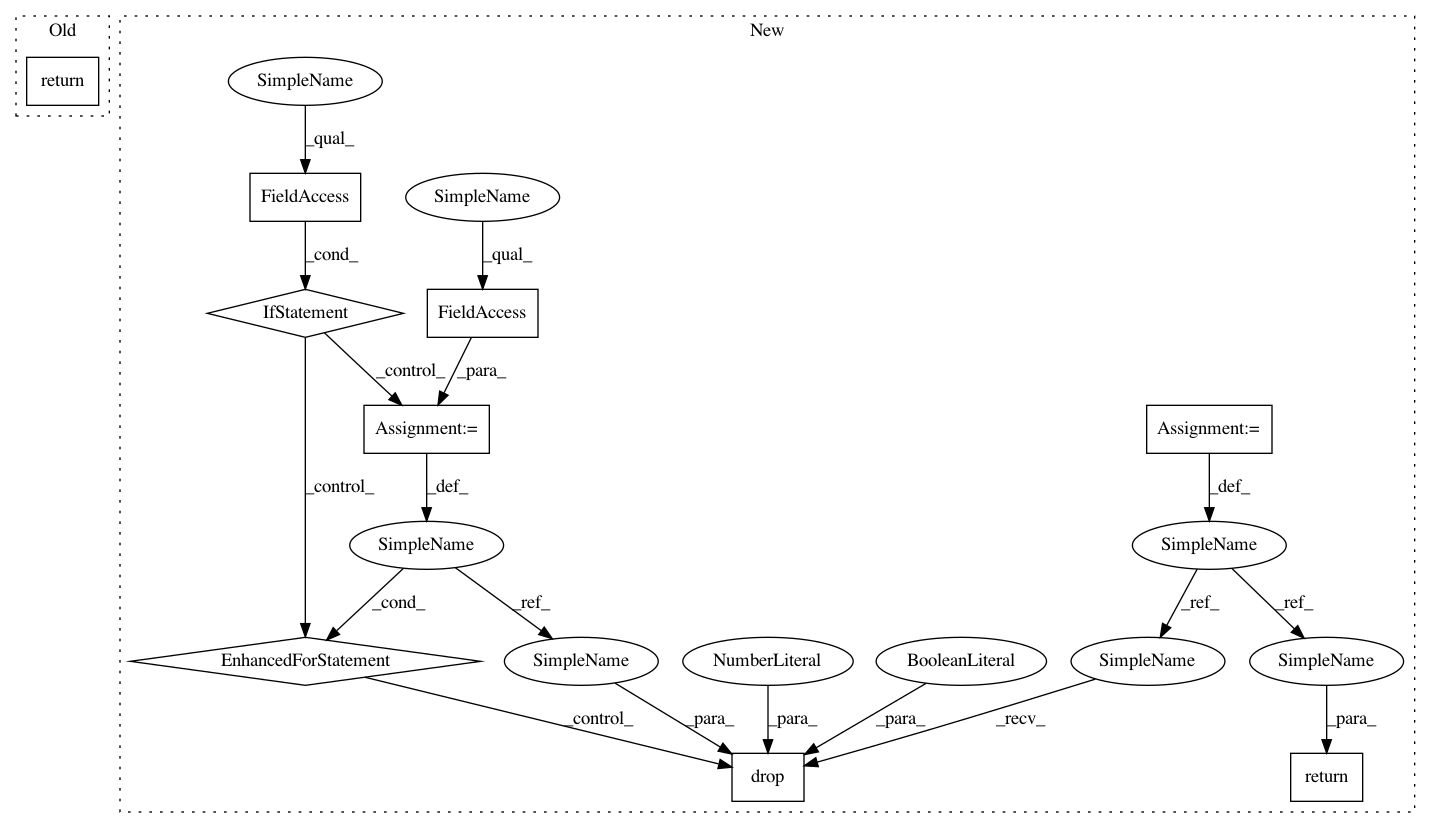 Old
New
return
SimpleName
_qual_
FieldAccess
SimpleName
_cond_
_qual_
IfStatement
FieldAccess
_control_
_para_
Assignment:=
Assignment:=
_control_
_def_
_def_
SimpleName
SimpleName
_cond_
_ref_
_ref_
_ref_
EnhancedForStatement
SimpleName
NumberLiteral
BooleanLiteral
SimpleName
SimpleName
_control_
_para_
_para_
_para_
_recv_
_para_
drop
return